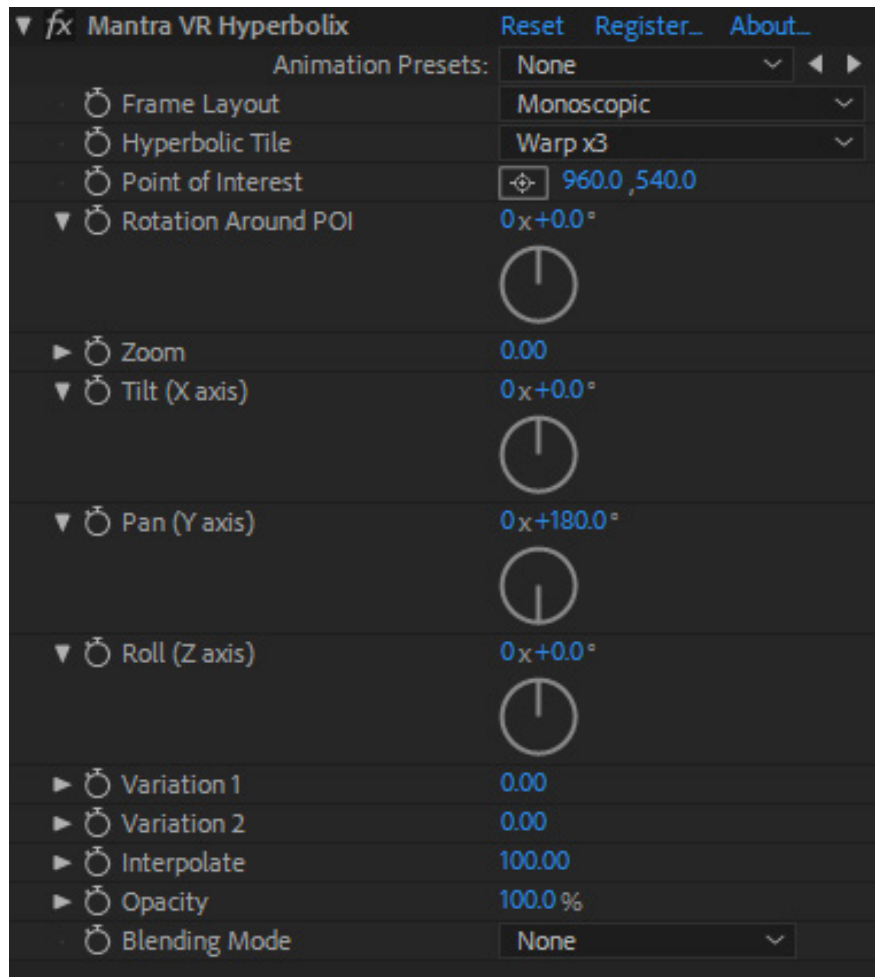 fx Mantra VR Hyperbolix Reset Register... About...
Animation Presets: None
Frame Layout Monoscopic
Hyperbolic Tile Warp x3
Point of Interest 960.0 ,540.0
Rotation Around POI 0x+0.0°
Zoom 0.00
Tilt (X axis) 0x+0.0°
Pan (Y axis) 0x+180.0°
Roll (Z axis) 0x+0.0°
Variation 1 0.00
Variation 2 0.00
Interpolate 100.00
Opacity 100.0 %
Blending Mode None